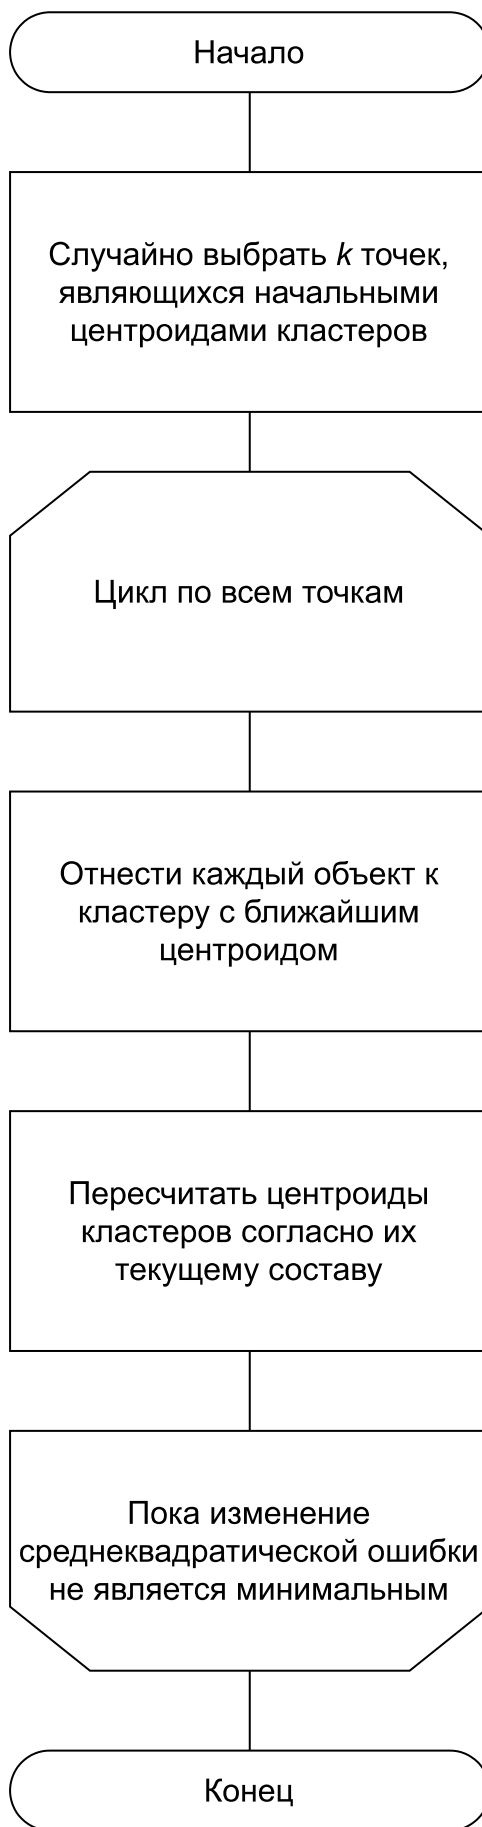 Начало
Случайно выбрать k точек,
являющихся начальными
центроидами кластеров
Цикл по всем точкам
Отнести каждый объект к
кластеру с ближайшим
центроидом
Пересчитать центроиды
кластеров согласно их
текущему составу
Пока изменение
среднеквадратической ошибки
не является минимальным
Конец